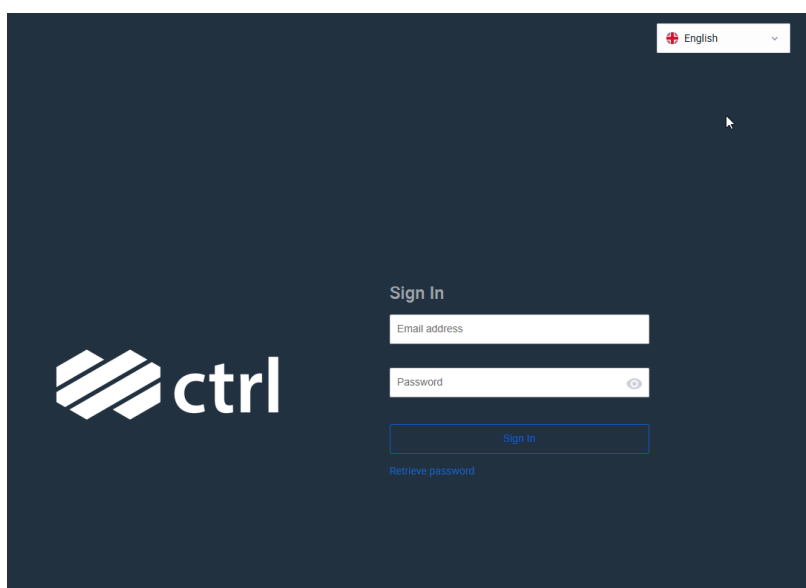 English
Sign In
Email address
ctrl
Password
Sign In
Retrieve password